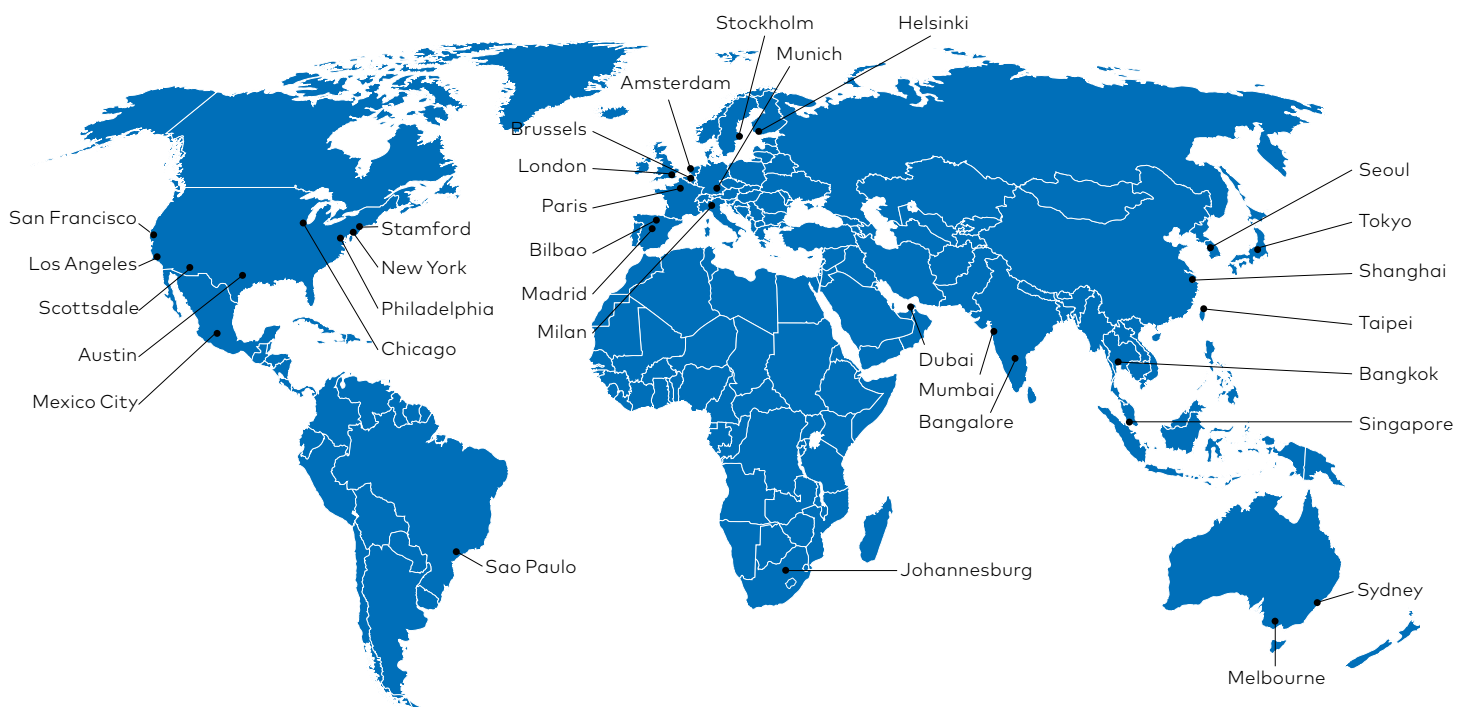 Stockholm
Helsinki
Munich
Amsterdam
Brussels
London
Paris
Bilbao
Madrid
Milan
San Francisco
Los Angeles
Scottsdale
Austin
Mexico City
Stamford
New York
Philadelphia
Chicago
Sao Paulo
Dubai
Mumbai
Bangalore
Johannesburg
Seoul
Tokyo
Shanghai
Taipei
Bangkok
Singapore
Sydney
Melbourne